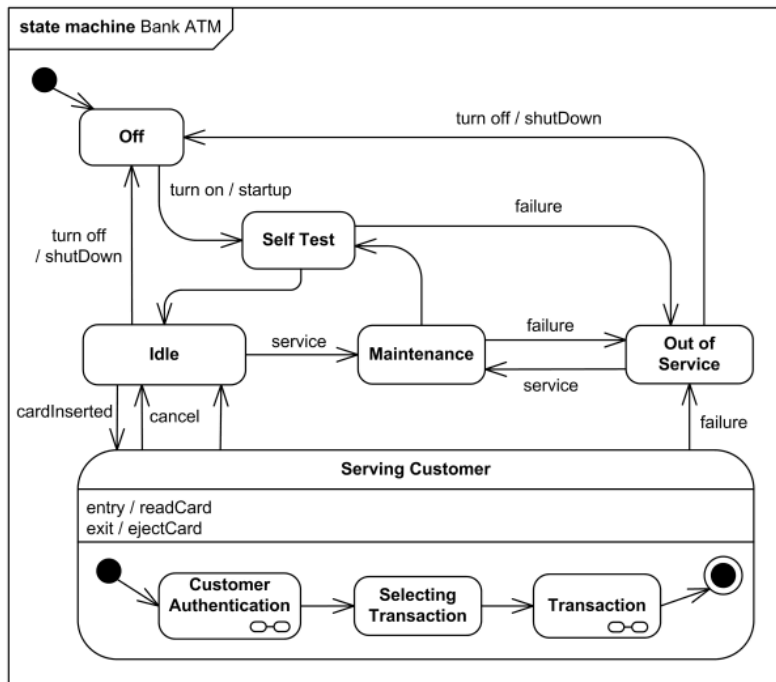 state machine Bank ATM
turn off / shutDown
Off
turn on / startup
failure
Self Test
turn off
/ shutDown
Idle
service
Maintenance
failure
Out of
Service
service
cardInserted
cancel
failure
Serving Customer
entry / readCard
exit / ejectCard
Customer
Authentication
Selecting
Transaction
Transaction